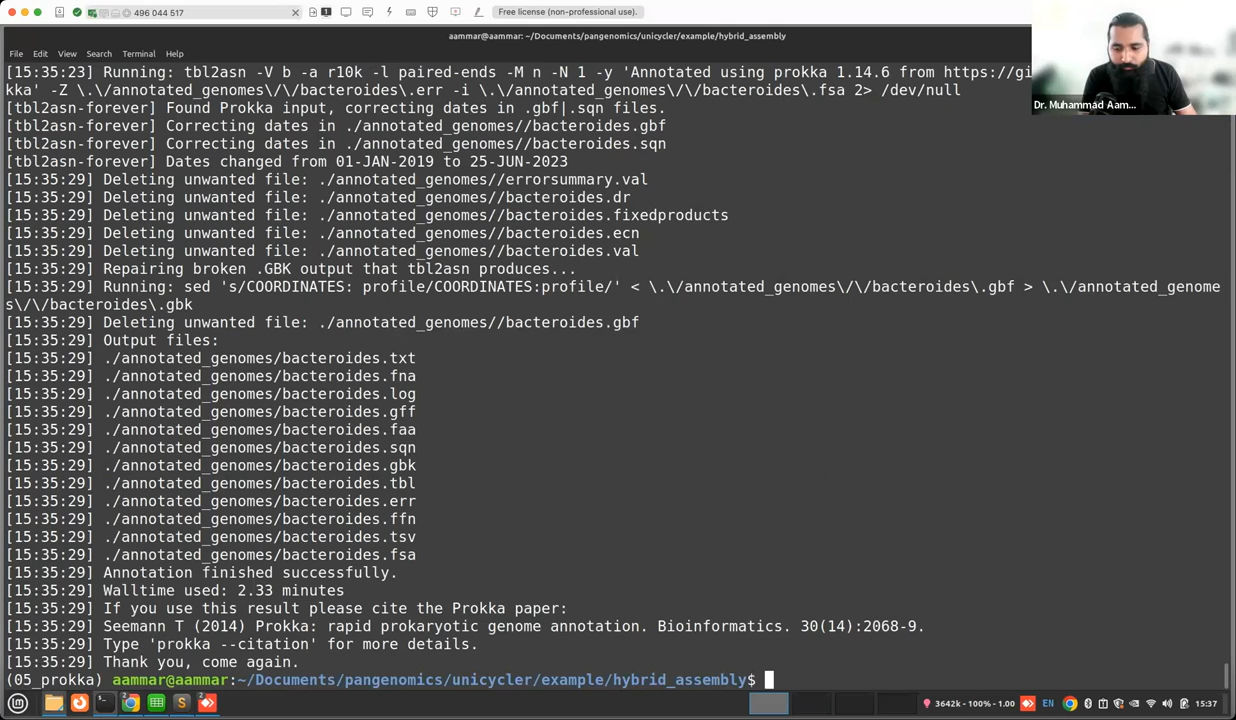 496 044 517
1
Free license (non-professional use).
aammar@aammar: ~/Documents/pangenomics/unicycler/example/hybrid_assembly
File Edit View Search Terminal Help
[15:35:23] Running: tbl2asn -V b -a r10k -l paired-ends -M n -N 1 -y 'Annotated using prokka 1.14.6 from https://gi
kka' -Z \.\/annotated_genomes\/\/bacteroides\.err -i \.\/annotated_genomes\/\/bacteroides\.fsa 2> /dev/null
[tbl2asn-forever] Found Prokka input, correcting dates in .gbf|.sqn files.
[tbl2asn-forever] Correcting dates in ./annotated_genomes//bacteroides.gbf
[tbl2asn-forever] Correcting dates in ./annotated_genomes//bacteroides.sqn
[tbl2asn-forever] Dates changed from 01-JAN-2019 to 25-JUN-2023
[15:35:29] Deleting unwanted file: ./annotated_genomes//errorsummary.val
[15:35:29] Deleting unwanted file: ./annotated_genomes//bacteroides.dr
[15:35:29] Deleting unwanted file: ./annotated_genomes//bacteroides.fixedproducts
[15:35:29] Deleting unwanted file: ./annotated_genomes//bacteroides.ecn
[15:35:29] Deleting unwanted file: ./annotated_genomes//bacteroides.val
[15:35:29] Repairing broken .GBK output that tbl2asn produces...
[15:35:29] Running: sed 's/COORDINATES: profile/COORDINATES:profile/' < \.\/annotated_genomes\/\/bacteroides\.gbf > \.\/annotated_genome
s\/\/bacteroides\.gbk
[15:35:29] Deleting unwanted file: ./annotated_genomes//bacteroides.gbf
[15:35:29] Output files:
[15:35:29] ./annotated_genomes/bacteroides.txt
[15:35:29] ./annotated_genomes/bacteroides.fna
[15:35:29] ./annotated_genomes/bacteroides.log
[15:35:29] ./annotated_genomes/bacteroides.gff
[15:35:29] ./annotated_genomes/bacteroides.faa
[15:35:29] ./annotated_genomes/bacteroides.sqn
[15:35:29] ./annotated_genomes/bacteroides.gbk
[15:35:29] ./annotated_genomes/bacteroides.tbl
[15:35:29] ./annotated_genomes/bacteroides.err
[15:35:29] ./annotated_genomes/bacteroides.ffn
[15:35:29] ./annotated_genomes/bacteroides.tsv
[15:35:29] ./annotated_genomes/bacteroides.fsa
[15:35:29] Annotation finished successfully.
[15:35:29] Walltime used: 2.33 minutes
[15:35:29] If you use this result please cite the Prokka paper:
[15:35:29] Seemann T (2014) Prokka: rapid prokaryotic genome annotation. Bioinformatics. 30(14):2068-9.
[15:35:29] Type 'prokka --citation' for more details.
[15:35:29] Thank you, come again.
(05_prokka) aammar@aammar:~/Documents/pangenomics/unicycler/example/hybrid_assembly$
Dr. Muhammad Aam...
2 2 3642k - 100% - 1.00 EN 15:37